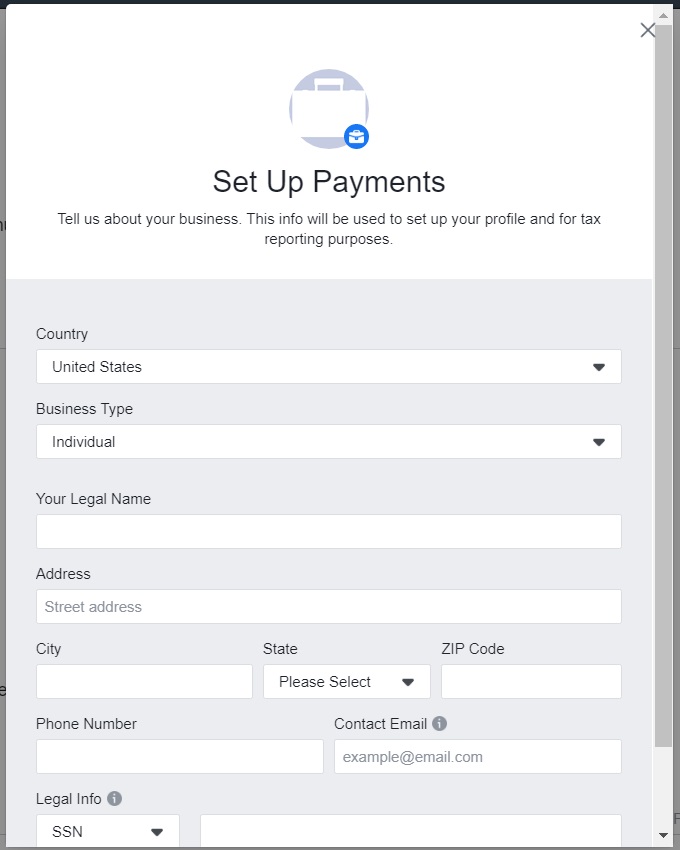 Set Up Payments
Tell us about your business. This info will be used to set up your profile and for tax
reporting purposes.
Country
United States
Business Type
Individual
Your Legal Name
Address
Street address
City
State
ZIP Code
Please Select
Phone Number
Contact Email
example@email.com
Legal Info
SSN